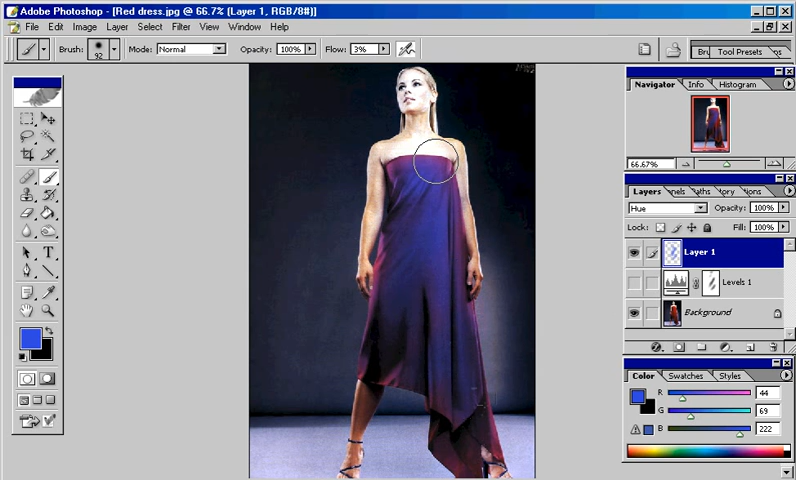 Adobe Photoshop - [Red dress.jpg @ 66.7% (Layer 1, RGB/8#)]
File Edit Image Layer Select Filter View Window Help
Brush: 92 Mode: Normal Opacity: 100% Flow: 3% Tool Presets
Navigator Info Histogram
66.67%
Layers
Hue Opacity: 100%
Lock: Fill: 100%
Layer 1
Levels 1
Background
Color Swatches Styles
R 44
G 69
B 222
T